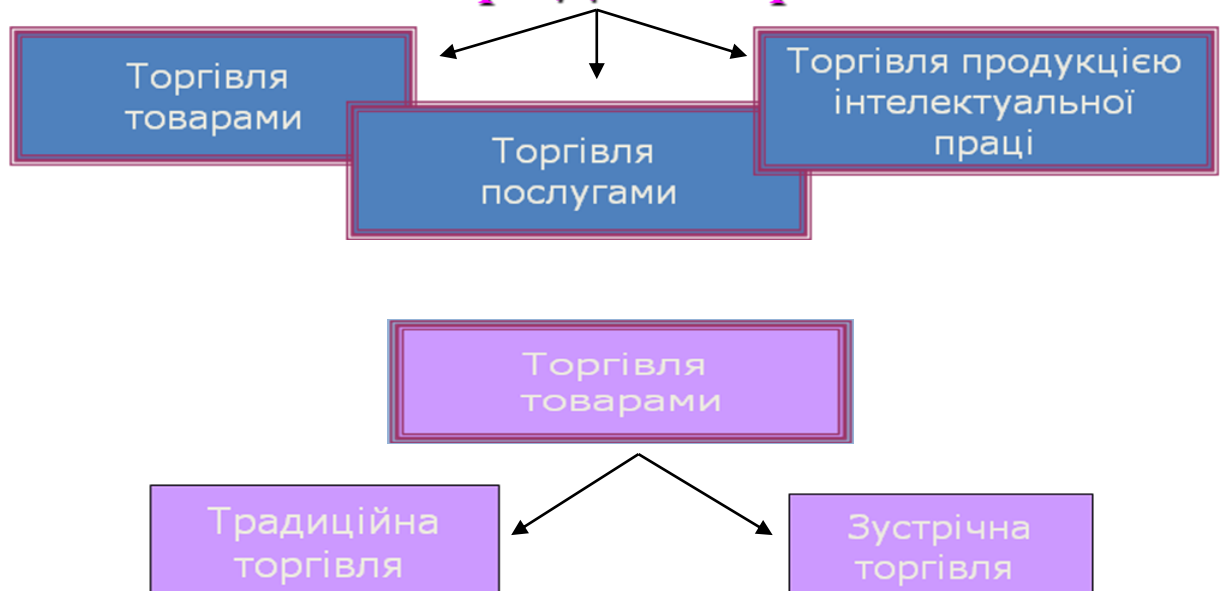 Торгівля
товарами
Торгівля
послугами
Торгівля продукцією
інтелектуальної
праці
Торгівля
товарами
Традиційна
торгівля
Зустрічна
торгівля